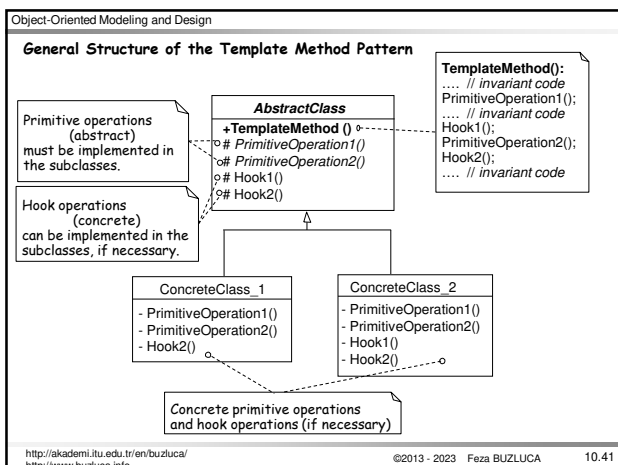 Object-Oriented Modeling and Design
General Structure of the Template Method Pattern
TemplateMethod():
.... // invariant code
PrimitiveOperation1();
.... // invariant code
Hook1();
PrimitiveOperation2();
Hook2();
.... // invariant code
Primitive operations
(abstract)
must be implemented in
the subclasses.
AbstractClass
+TemplateMethod ()
# PrimitiveOperation1()
# PrimitiveOperation2()
# Hook1()
# Hook2()
Hook operations
(concrete)
can be implemented in the
subclasses, if necessary.
ConcreteClass_1
- PrimitiveOperation1()
- PrimitiveOperation2()
- Hook2()
ConcreteClass_2
- PrimitiveOperation1()
- PrimitiveOperation2()
- Hook1()
- Hook2()
Concrete primitive operations
and hook operations (if necessary)
http://akademi.itu.edu.tr/en/buzluca/
http://www.buzluca.info
©2013 - 2023 Feza BUZLUCA
10.41